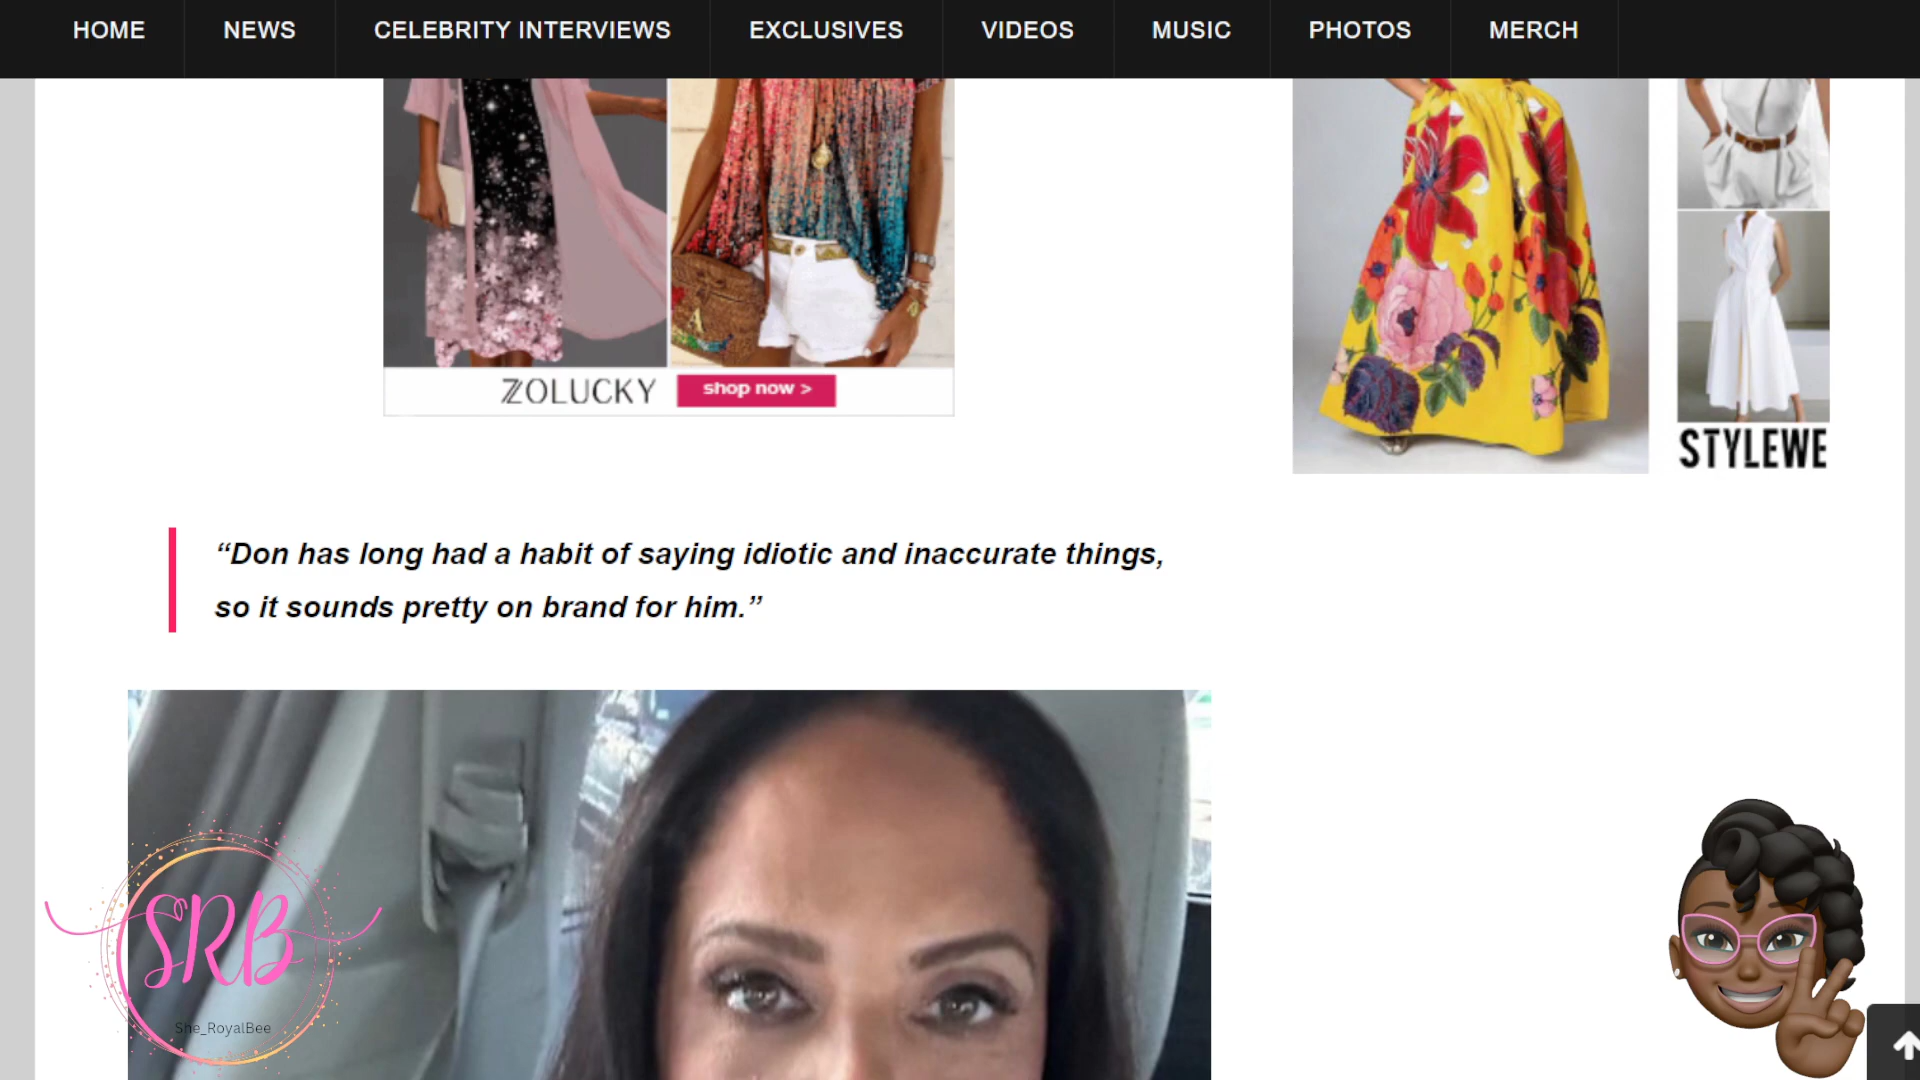 HOME NEWS CELEBRITY INTERVIEWS EXCLUSIVES VIDEOS MUSIC PHOTOS MERCH
ZOLUCKY shop now >
STYLEWE
“Don has long had a habit of saying idiotic and inaccurate things,
so it sounds pretty on brand for him.”
SRB
She_RoyalBee